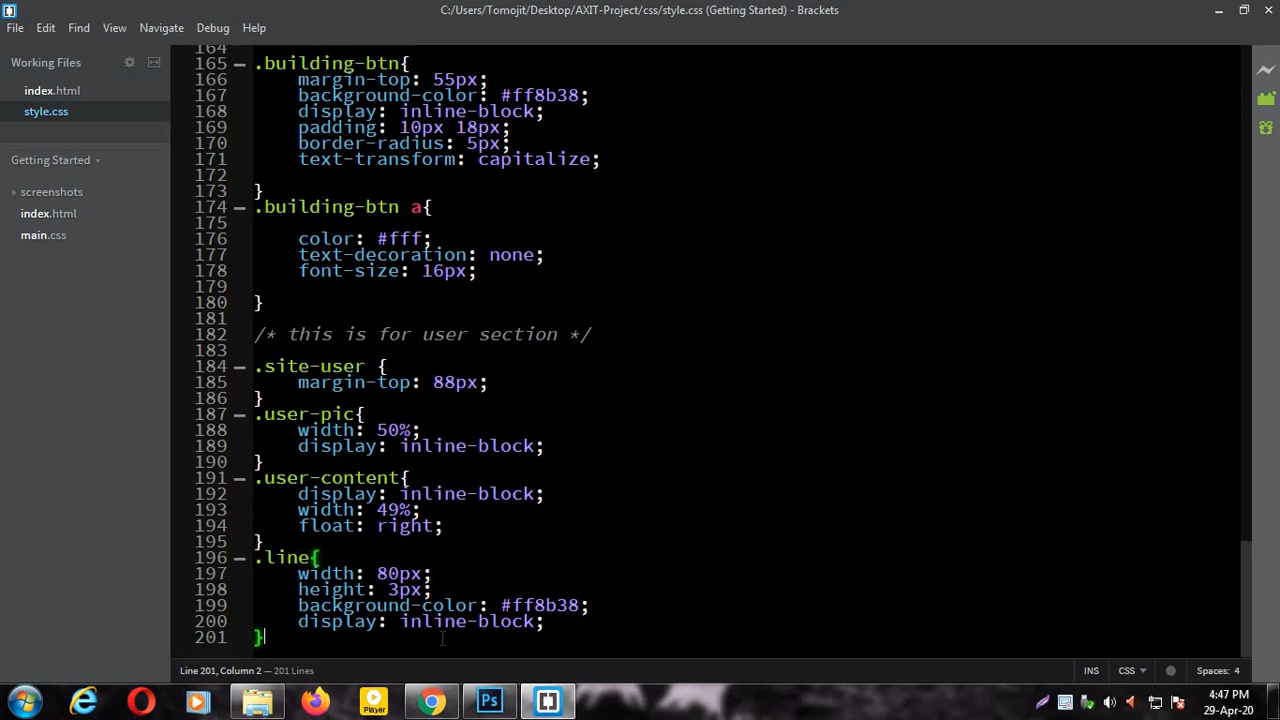 C:/Users/Tomojit/Desktop/AXIT-Project/css/style.css (Getting Started) - Brackets
File Edit Find View Navigate Debug Help
Working Files
index.html
style.css
Getting Started
screenshots
index.html
main.css
164
165 .building-btn{
166 margin-top: 55px;
167 background-color: #ff8b38;
168 display: inline-block;
169 padding: 10px 18px;
170 border-radius: 5px;
171 text-transform: capitalize;
172
173 }
174 .building-btn a{
175
176 color: #fff;
177 text-decoration: none;
178 font-size: 16px;
179
180 }
181
182 /* this is for user section */
183
184 .site-user {
185 margin-top: 88px;
186 }
187 .user-pic{
188 width: 50%;
189 display: inline-block;
190 }
191 .user-content{
192 display: inline-block;
193 width: 49%;
194 float: right;
195 }
196 .line{
197 width: 80px;
198 height: 3px;
199 background-color: #ff8b38;
200 display: inline-block;
201 }
Line 201, Column 2 — 201 Lines
INS CSS Spaces: 4
Player
Ps
4:47 PM
29-Apr-20